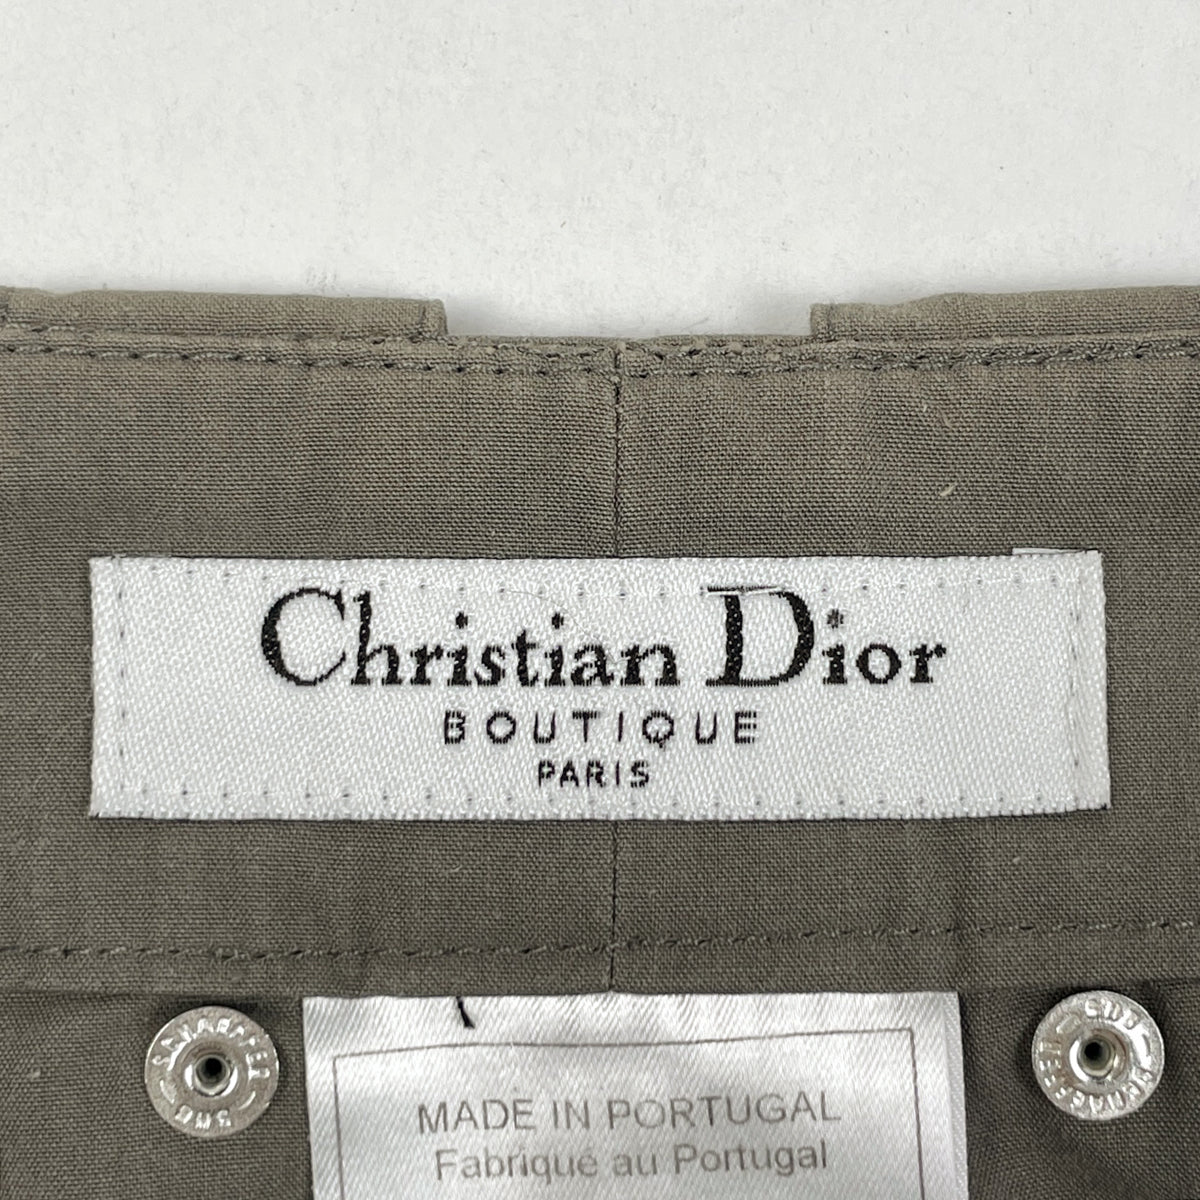 Christian Dior
BOUTIQUE
PARIS
MADE IN PORTUGAL
Fabriqué au Portugal